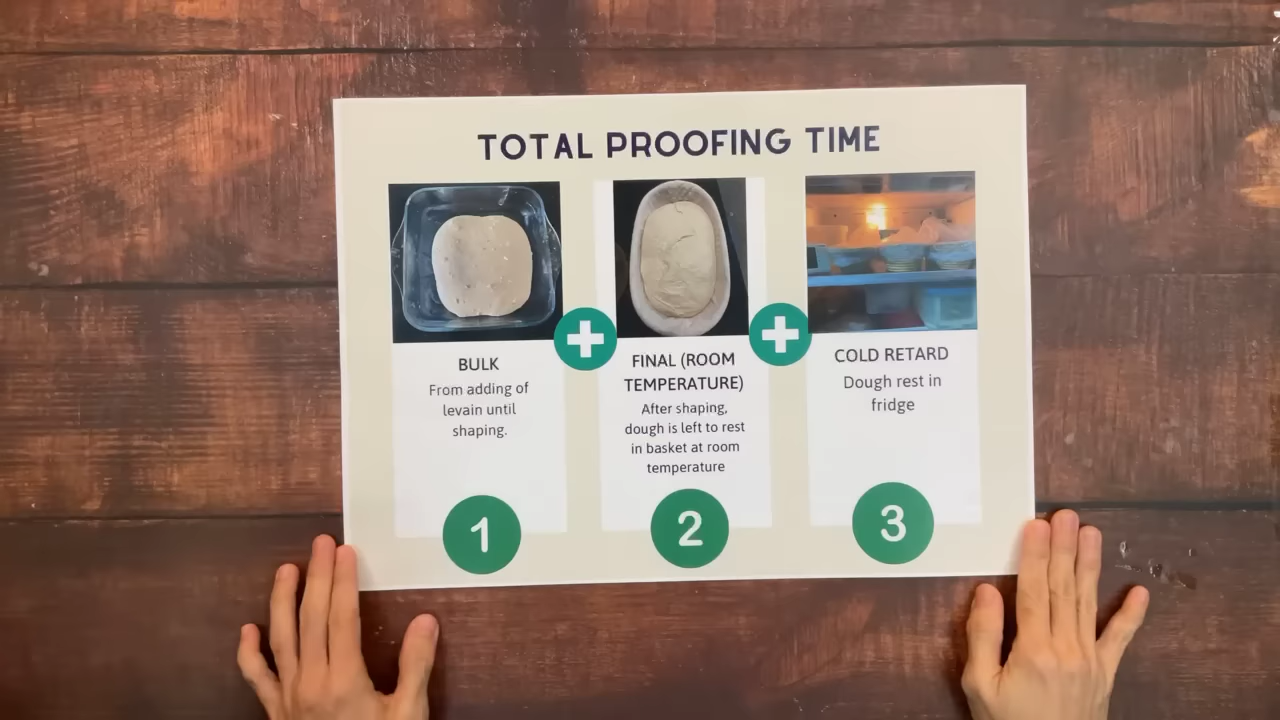 TOTAL PROOFING TIME
BULK
From adding of
levain until
shaping.
1
FINAL (ROOM
TEMPERATURE)
After shaping,
dough is left to rest
in basket at room
temperature
2
COLD RETARD
Dough rest in
fridge
3